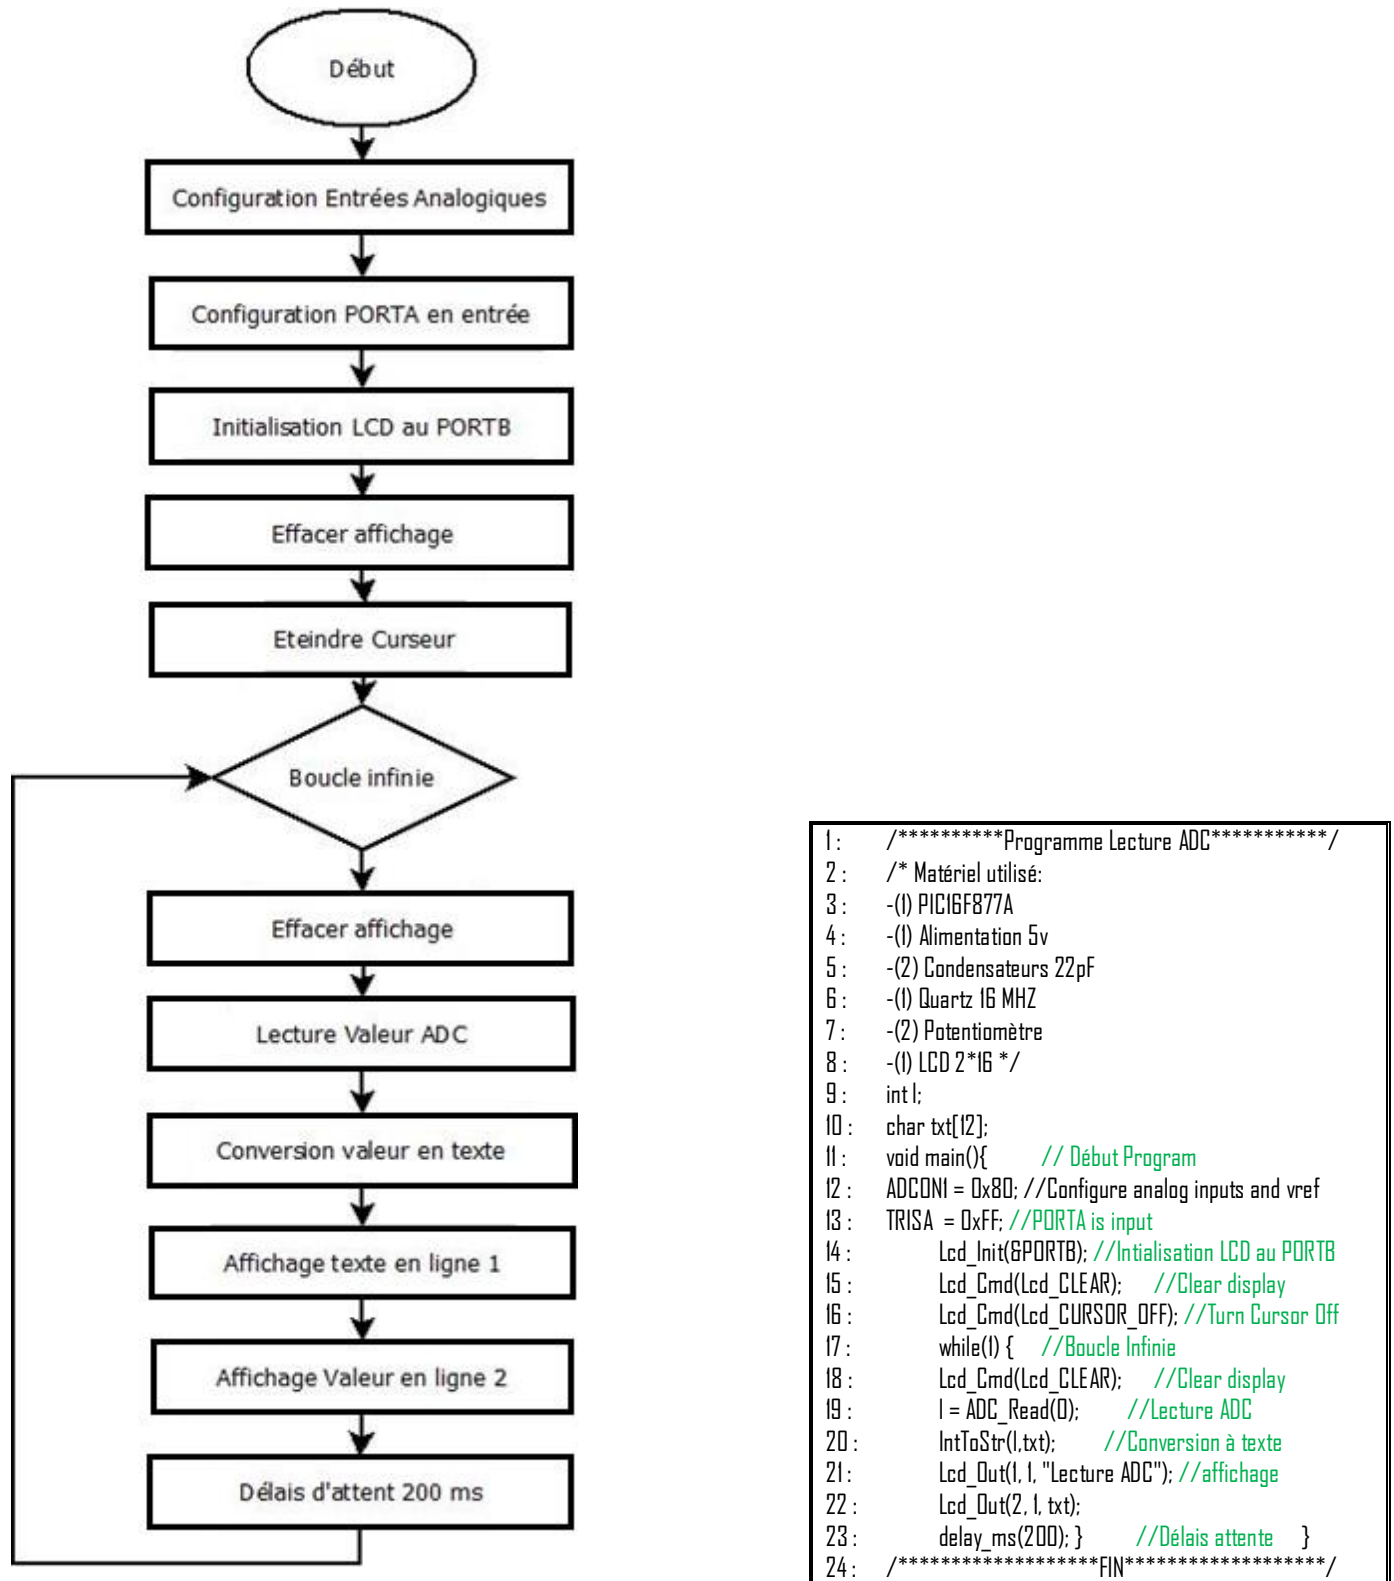 Début
Configuration Entrées Analogiques
Configuration PORTA en entrée
Initialisation LCD au PORTB
Effacer affichage
Eteindre Curseur
Boucle infinie
Effacer affichage
Lecture Valeur ADC
Conversion valeur en texte
Affichage texte en ligne 1
Affichage Valeur en ligne 2
Délais d'attent 200 ms
1 : /**********Programme Lecture ADC***********/
2 : /* Matériel utilisé:
3 : -(1) PIC16F877A
4 : -(1) Alimentation 5v
5 : -(2) Condensateurs 22pF
6 : -(1) Quartz 16 MHZ
7 : -(2) Potentiomètre
8 : -(1) LCD 2*16 */
9 : int l;
10 : char txt[12];
11 : void main(){ // Début Program
12 : ADCON1 = 0x80; //Configure analog inputs and vref
13 : TRISA = 0xFF; //PORTA is input
14 : Lcd_Init(&PORTB); //Intialisation LCD au PORTB
15 : Lcd_Cmd(Lcd_CLEAR); //Clear display
16 : Lcd_Cmd(Lcd_CURSOR_OFF); //Turn Cursor Off
17 : while(1) { //Boucle Infinie
18 : Lcd_Cmd(Lcd_CLEAR); //Clear display
19 : l = ADC_Read(0); //Lecture ADC
20 : IntToStr(l,txt); //Conversion à texte
21 : Lcd_Out(1, 1, "Lecture ADC"); //affichage
22 : Lcd_Out(2, 1, txt);
23 : delay_ms(200); } //Délais attente }
24 : /*******************FIN*******************/